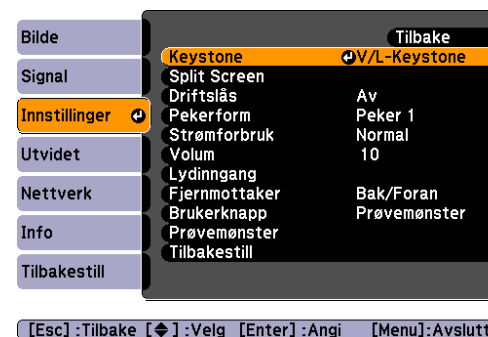 Bilde
Signal
Innstillinger
Utvidet
Nettverk
Info
Tilbakestill
Tilbake
Keystone V/L-Keystone
Split Screen
Driftslås Av
Pekerform Peker 1
Strømforbruk Normal
Volum 10
Lydinngang
Fjernmottaker Bak/Foran
Brukerknapp Prøvemønster
Prøvemønster
Tilbakestill
[Esc] :Tilbake [◆] :Velg [Enter] :Angi [Menu]:Avslutt